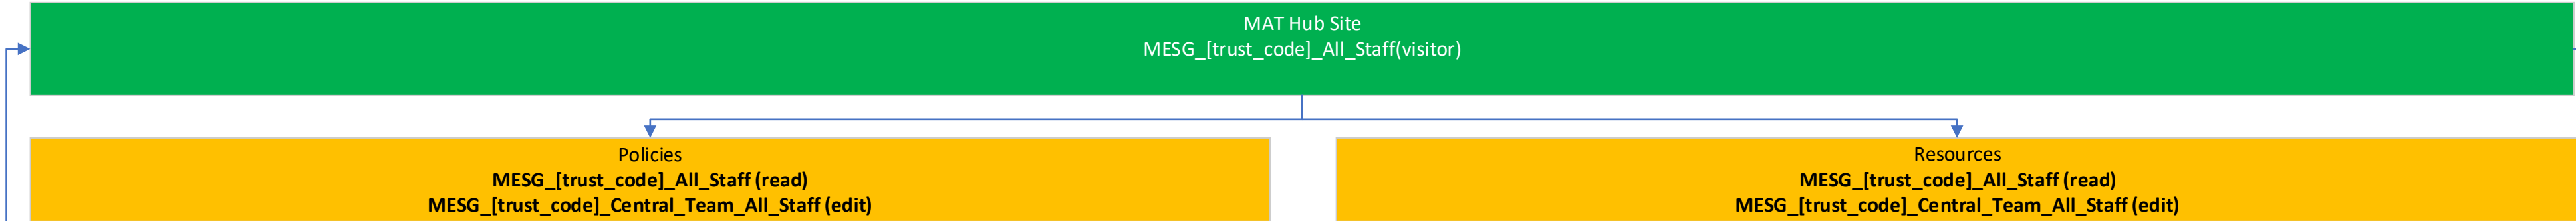 MAT Hub Site
MESG_[trust_code]_All_Staff(visitor)
Policies
MESG_[trust_code]_All_Staff (read)
MESG_[trust_code]_Central_Team_All_Staff (edit)
Resources
MESG_[trust_code]_All_Staff (read)
MESG_[trust_code]_Central_Team_All_Staff (edit)